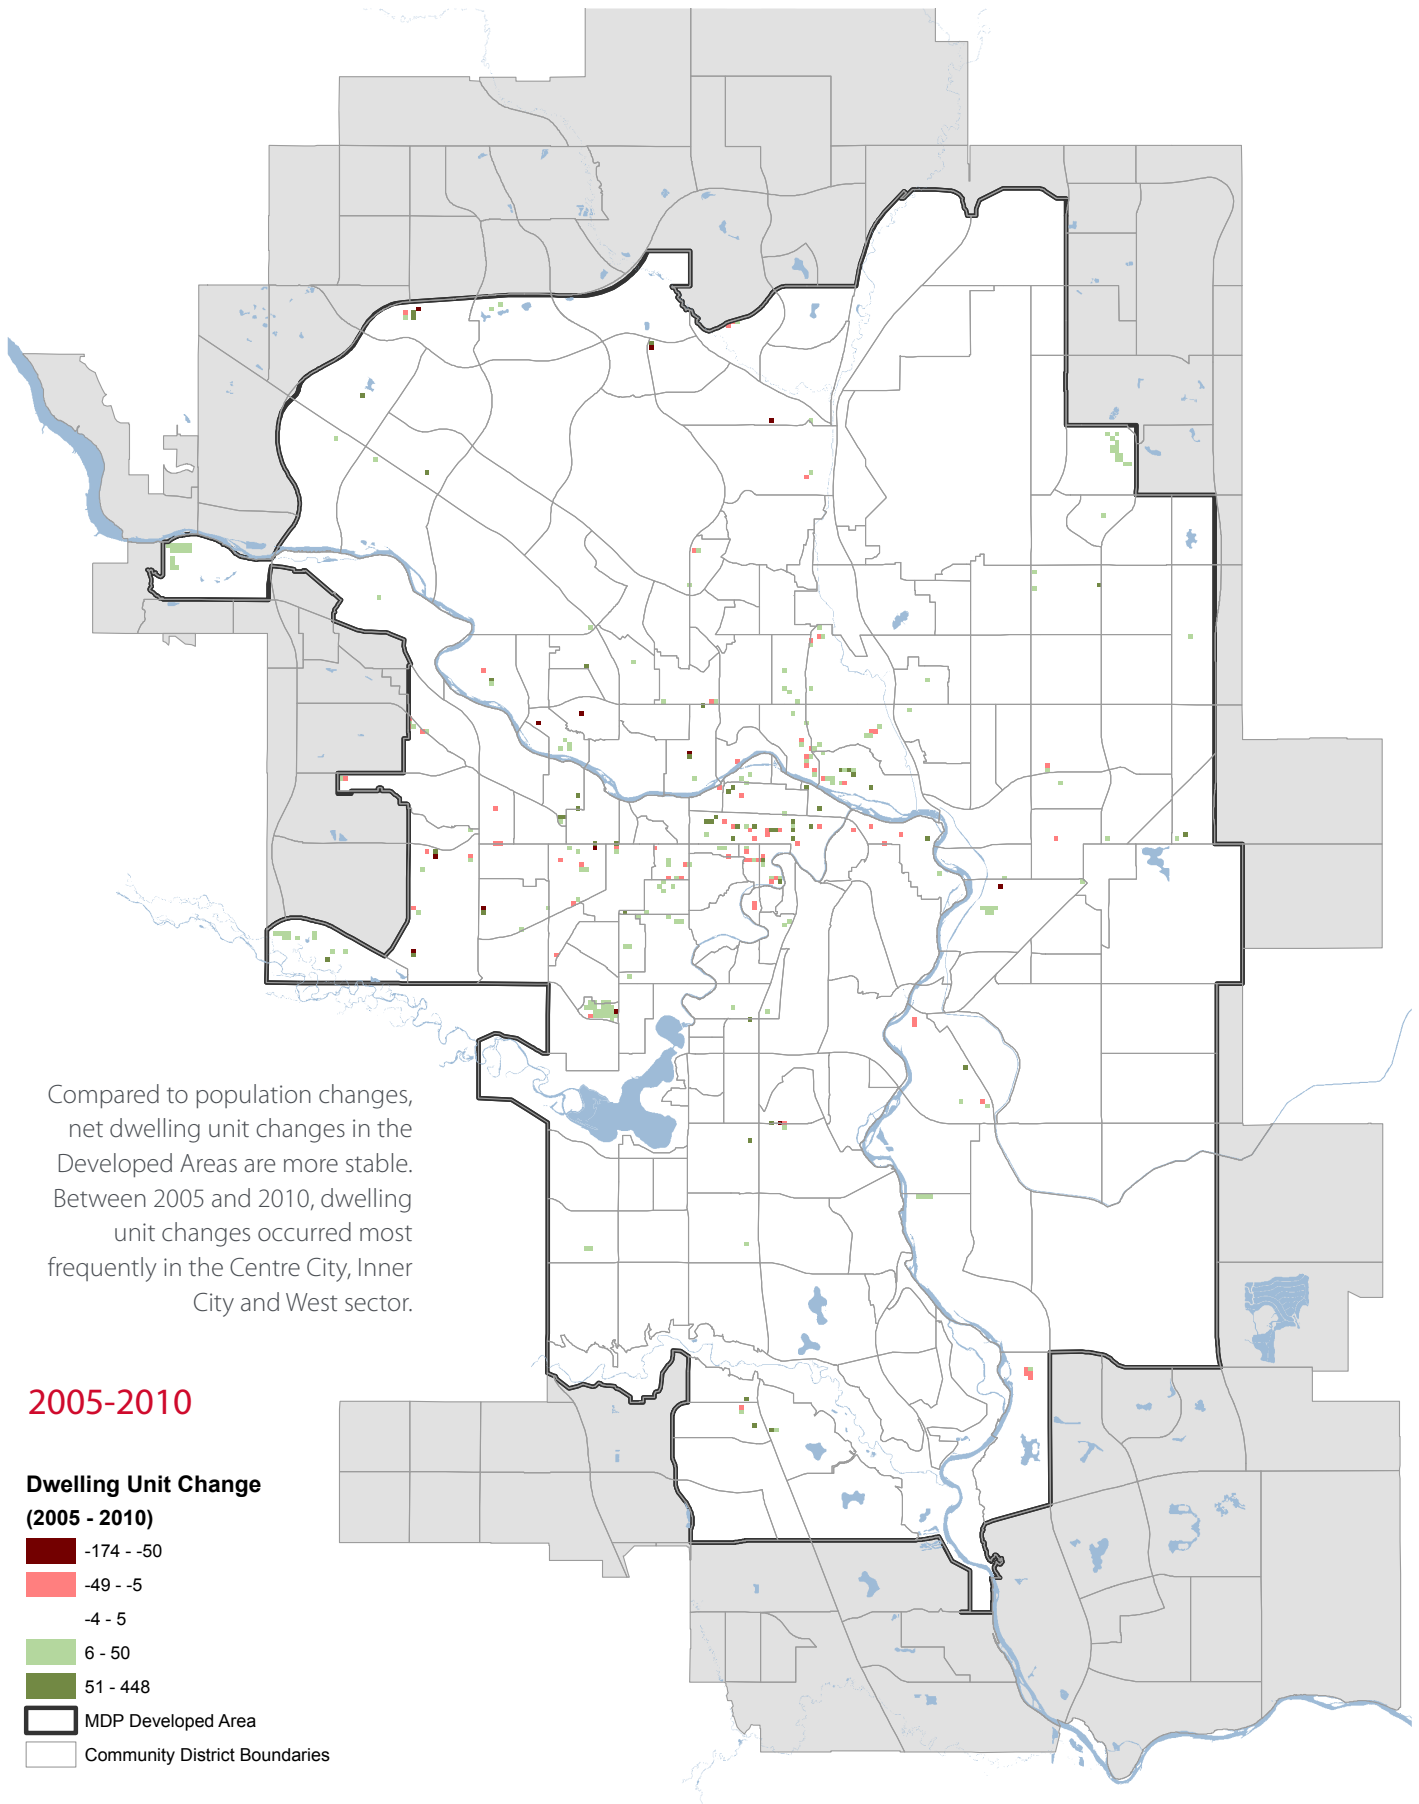 Compared to population changes,
net dwelling unit changes in the
Developed Areas are more stable.
Between 2005 and 2010, dwelling
unit changes occurred most
frequently in the Centre City, Inner
City and West sector.
2005-2010
Dwelling Unit Change
(2005 - 2010)
-174 - -50
-49 - -5
-4 - 5
6 - 50
51 - 448
MDP Developed Area
Community District Boundaries